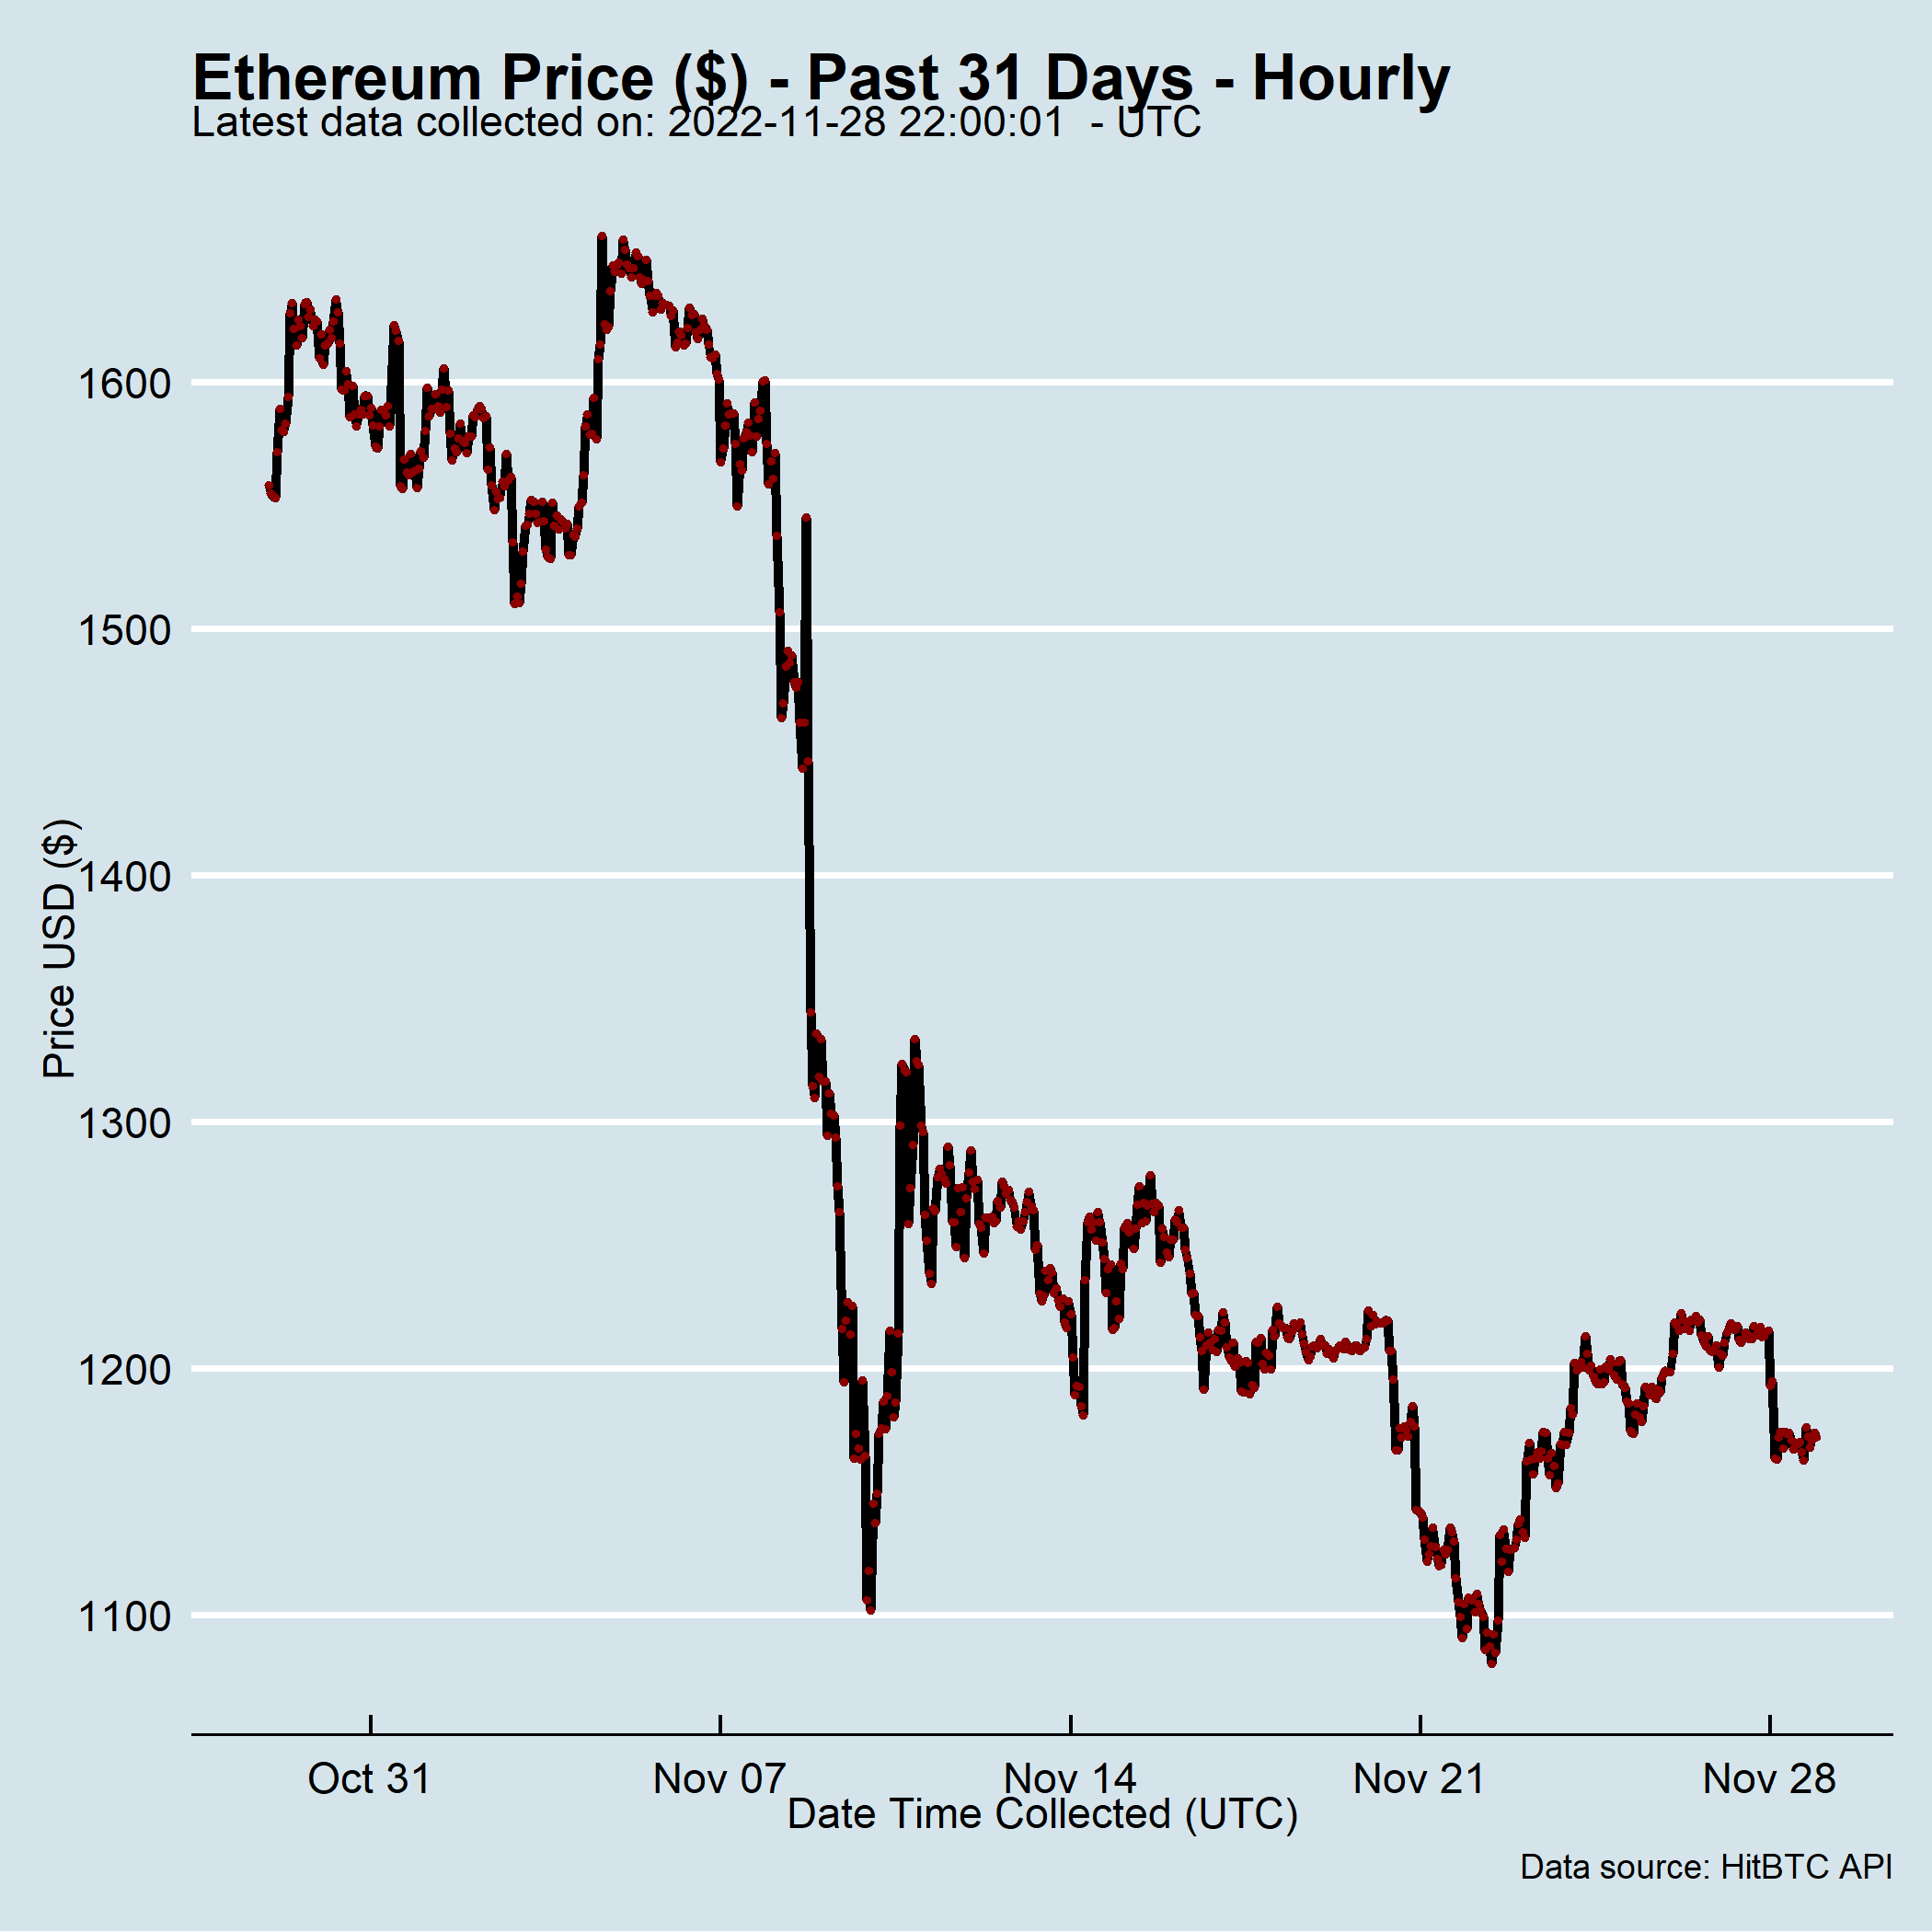 Ethereum Price ($) - Past 31 Days - Hourly
Latest data collected on: 2022-11-28 22:00:01  - UTC
Price USD ($)
1600
1500
1400
1300
1200
1100
Oct 31
Nov 07
Nov 14
Nov 21
Nov 28
Date Time Collected (UTC)
Data source: HitBTC API